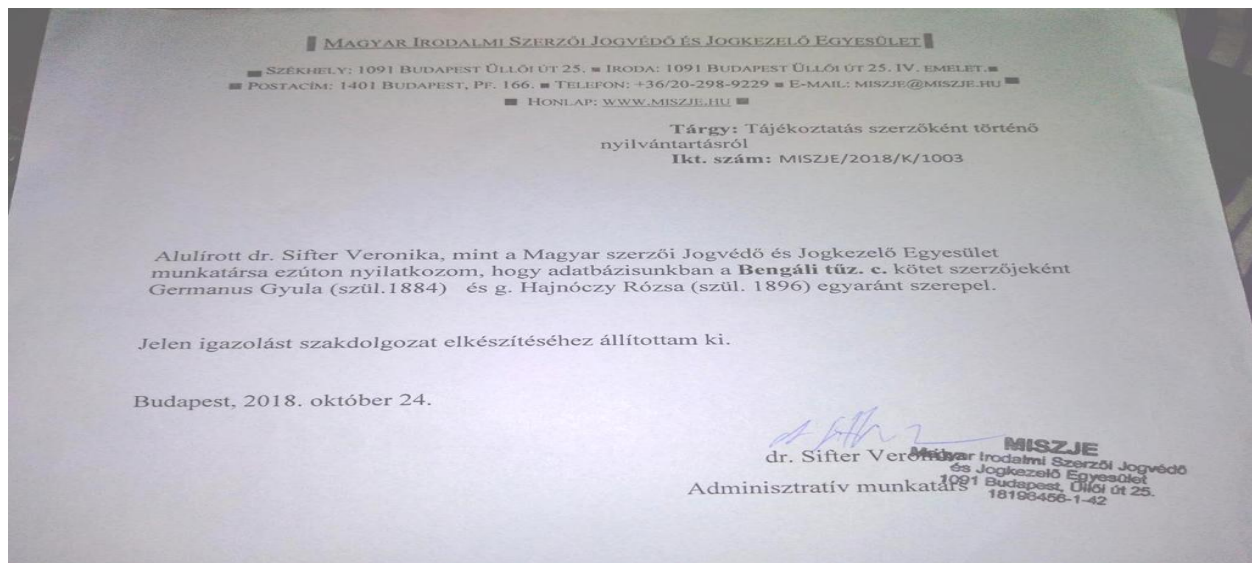 MAGYAR IRODALMI SZERZŐI JOGVÉDŐ ÉS JOGKEZELŐ EGYESÜLET
SZÉKHELY: 1091 BUDAPEST ÜLLŐI ÚT 25. ■ IRODA: 1091 BUDAPEST ÜLLŐI ÚT 25. IV. EMELET. ■
■ POSTACÍM: 1401 BUDAPEST, PF. 166. ■ TELEFON: +36/20-298-9229 ■ E-MAIL: MISZJE@MISZJE.HU ■
■ HONLAP: WWW.MISZJE.HU ■
Tárgy: Tájékoztatás szerzőként történő
nyilvántartásról
Ikt. szám: MISZJE/2018/K/1003
Alulírott dr. Sifter Veronika, mint a Magyar szerzői Jogvédő és Jogkezelő Egyesület
munkatársa ezúton nyilatkozom, hogy adatbázisunkban a Bengáli tűz. c. kötet szerzőjeként
Germanus Gyula (szül.1884) és g. Hajnóczy Rózsa (szül. 1896) egyaránt szerepel.
Jelen igazolást szakdolgozat elkészítéséhez állítottam ki.
Budapest, 2018. október 24.
dr. Sifter Veronika
Adminisztratív munkatárs
MISZJE
Magyar Irodalmi Szerzői Jogvédő
és Jogkezelő Egyesület
1091 Budapest, Üllői út 25.
18198456-1-42